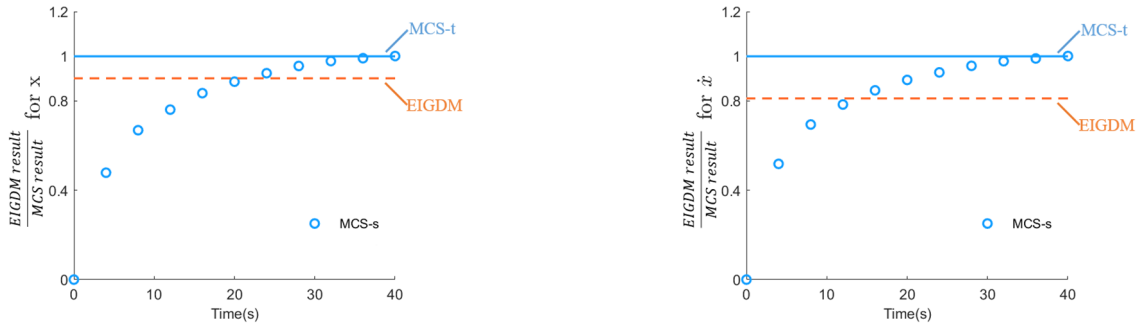 1.2
MCS-t
1
EIGDM
0.8
0.4
0
EIGDM result
MCS result
for x
MCS-s
0
10
20
30
40
Time(s)
1.2
MCS-t
1
EIGDM
0.8
0.4
0
EIGDM result
MCS result
for ẋ
MCS-s
0
10
20
30
40
Time(s)